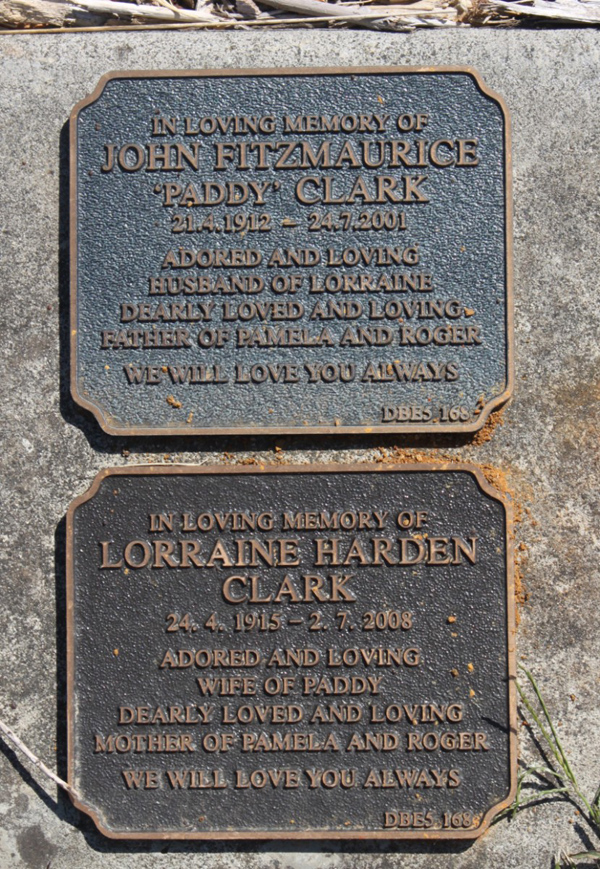 IN LOVING MEMORY OF
JOHN FITZMAURICE
'PADDY' CLARK
21.4.1912 – 24.7.2001
ADORED AND LOVING
HUSBAND OF LORRAINE
DEARLY LOVED AND LOVING
FATHER OF PAMELA AND ROGER
WE WILL LOVE YOU ALWAYS
DBE5 168
IN LOVING MEMORY OF
LORRAINE HARDEN
CLARK
24. 4. 1915 – 2. 7. 2008
ADORED AND LOVING
WIFE OF PADDY
DEARLY LOVED AND LOVING
MOTHER OF PAMELA AND ROGER
WE WILL LOVE YOU ALWAYS
DBE5 168